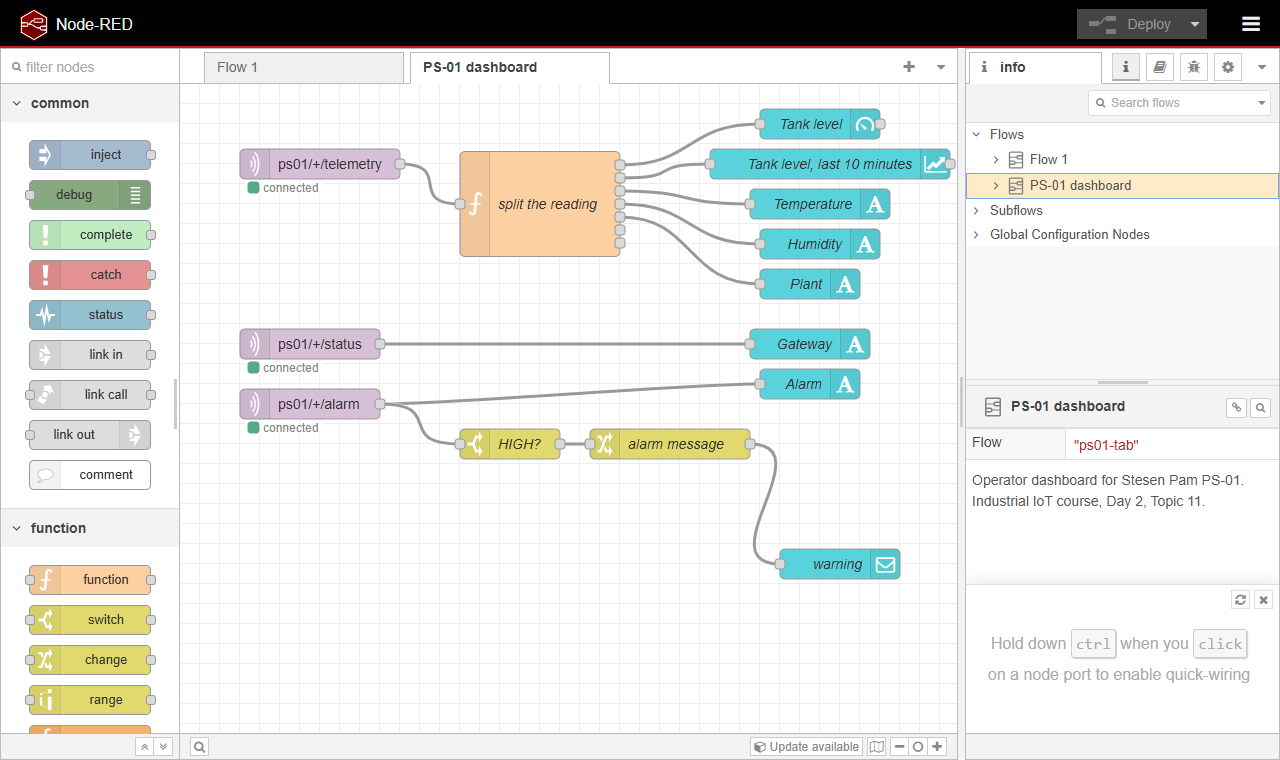 Node-RED
Deploy
filter nodes
Flow 1
PS-01 dashboard
info
Search flows
common
inject
debug
complete
catch
status
link in
link call
link out
comment
function
function
switch
change
range
ps01/+/telemetry
connected
split the reading
Tank level
Tank level, last 10 minutes
Temperature
Humidity
Plant
ps01/+/status
connected
Gateway
ps01/+/alarm
connected
Alarm
HIGH?
alarm message
warning
Flows
Flow 1
PS-01 dashboard
Subflows
Global Configuration Nodes
PS-01 dashboard
Flow "ps01-tab"
Operator dashboard for Stesen Pam PS-01.
Industrial IoT course, Day 2, Topic 11.
Hold down ctrl when you click
on a node port to enable quick-wiring
Update available